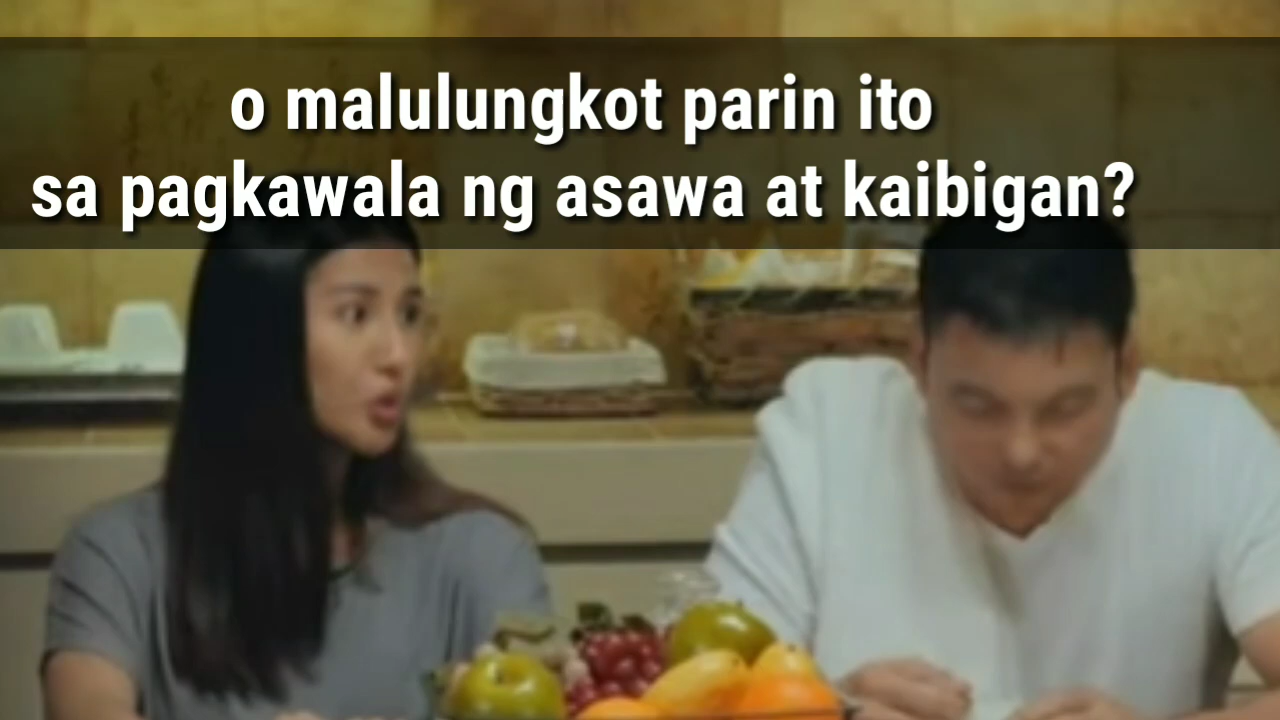 o malulungkot parin ito
sa pagkawala ng asawa at kaibigan?